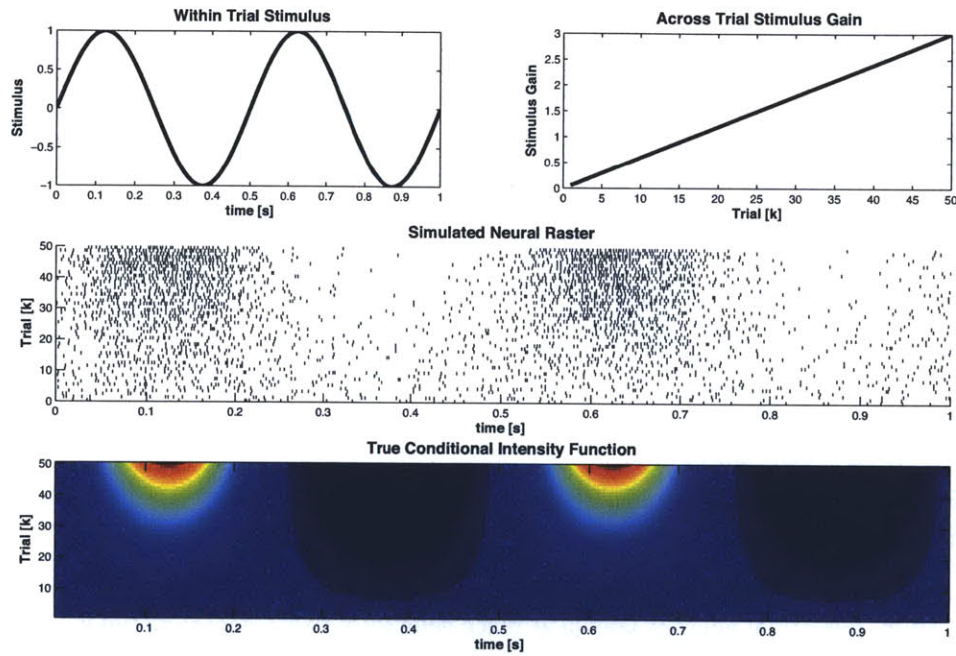 Within Trial Stimulus
Stimulus
1
0.5
0
−0.5
−1
0 0.1 0.2 0.3 0.4 0.5 0.6 0.7 0.8 0.9 1
time [s]
Across Trial Stimulus Gain
Stimulus Gain
3
2.5
2
1.5
1
0.5
0
0 5 10 15 20 25 30 35 40 45 50
Trial [k]
Simulated Neural Raster
Trial [k]
50
40
30
20
10
0
0 0.1 0.2 0.3 0.4 0.5 0.6 0.7 0.8 0.9 1
time [s]
True Conditional Intensity Function
Trial [k]
50
40
30
20
10
0.1 0.2 0.3 0.4 0.5 0.6 0.7 0.8 0.9 1
time [s]